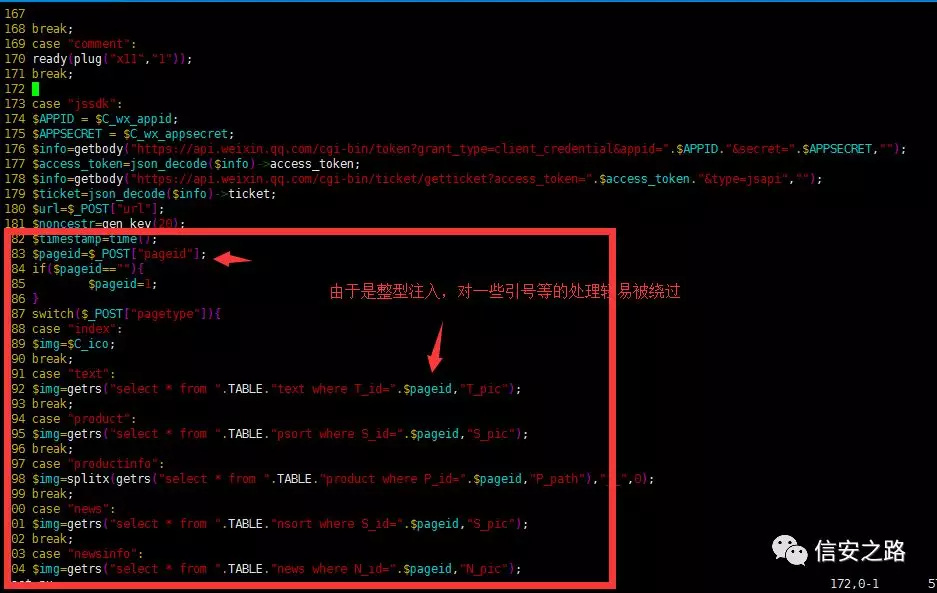 167
168 break;
169 case "comment":
170 ready(plug("x11","1"));
171 break;
172
173 case "jssdk":
174 $APPID = $C_wx_appid;
175 $APPSECRET = $C_wx_appsecret;
176 $info=getbody("https://api.weixin.qq.com/cgi-bin/token?grant_type=client_credential&appid=".$APPID."&secret=".$APPSECRET,"");
177 $access_token=json_decode($info)->access_token;
178 $info=getbody("https://api.weixin.qq.com/cgi-bin/ticket/getticket?access_token=".$access_token."&type=jsapi","");
179 $ticket=json_decode($info)->ticket;
180 $url=$_POST["url"];
181 $noncestr=gen_key(20);
82 $timestamp=time();
83 $pageid=$_POST["pageid"];
84 if($pageid==""){
85 $pageid=1;
由于是整型注入，对一些引号等的处理轻易被绕过
86 }
87 switch($_POST["pagetype"]){
88 case "index":
89 $img=$C_ico;
90 break;
91 case "text":
92 $img=getrs("select * from ".TABLE."text where T_id=".$pageid,"T_pic");
93 break;
94 case "product":
95 $img=getrs("select * from ".TABLE."psort where S_id=".$pageid,"S_pic");
96 break;
97 case "productinfo":
98 $img=splitx(getrs("select * from ".TABLE."product where P_id=".$pageid,"P_path"),"__",0);
99 break;
00 case "news":
01 $img=getrs("select * from ".TABLE."nsort where S_id=".$pageid,"S_pic");
02 break;
03 case "newsinfo":
04 $img=getrs("select * from ".TABLE."news where N_id=".$pageid,"N_pic");
信安之路
172,0-1